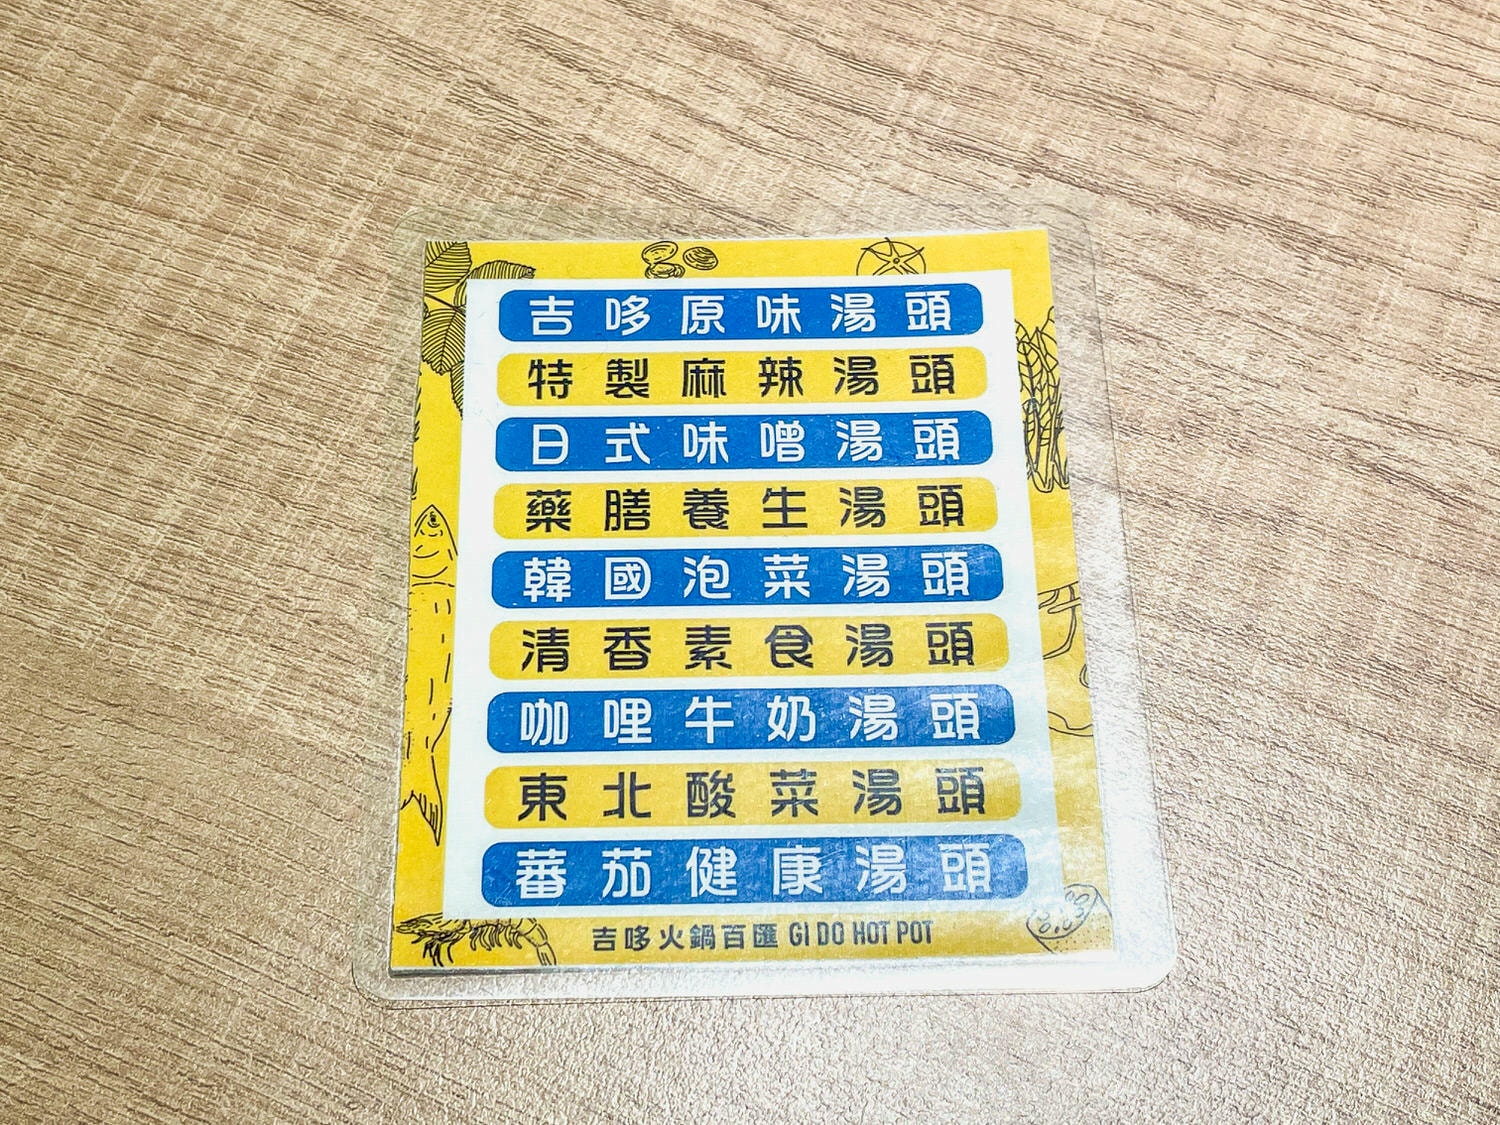 吉哆原味湯頭
特製麻辣湯頭
日式味噌湯頭
藥膳養生湯頭
韓國泡菜湯頭
清香素食湯頭
咖哩牛奶湯頭
東北酸菜湯頭
蕃茄健康湯頭
吉哆火鍋百匯 GI DO HOT POT